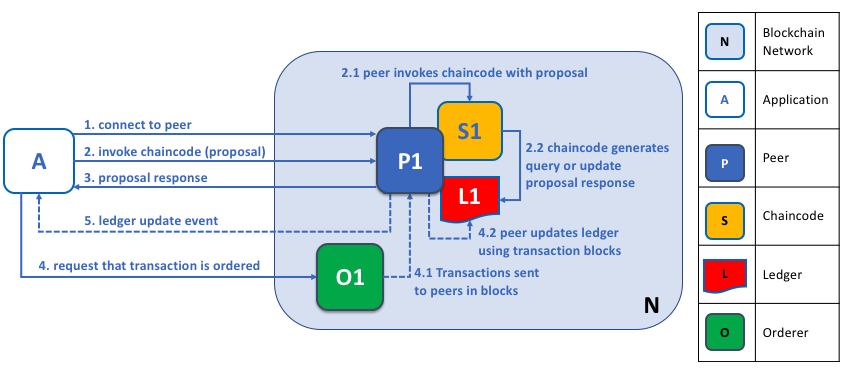 2.1 peer invokes chaincode with proposal
1. connect to peer
2. invoke chaincode (proposal)
3. proposal response
A
P1
S1
L1
2.2 chaincode generates
query or update
proposal response
5. ledger update event
4.2 peer updates ledger
using transaction blocks
4. request that transaction is ordered
O1
4.1 Transactions sent
to peers in blocks
N
N
Blockchain
Network
A
Application
P
Peer
S
Chaincode
L
Ledger
O
Orderer